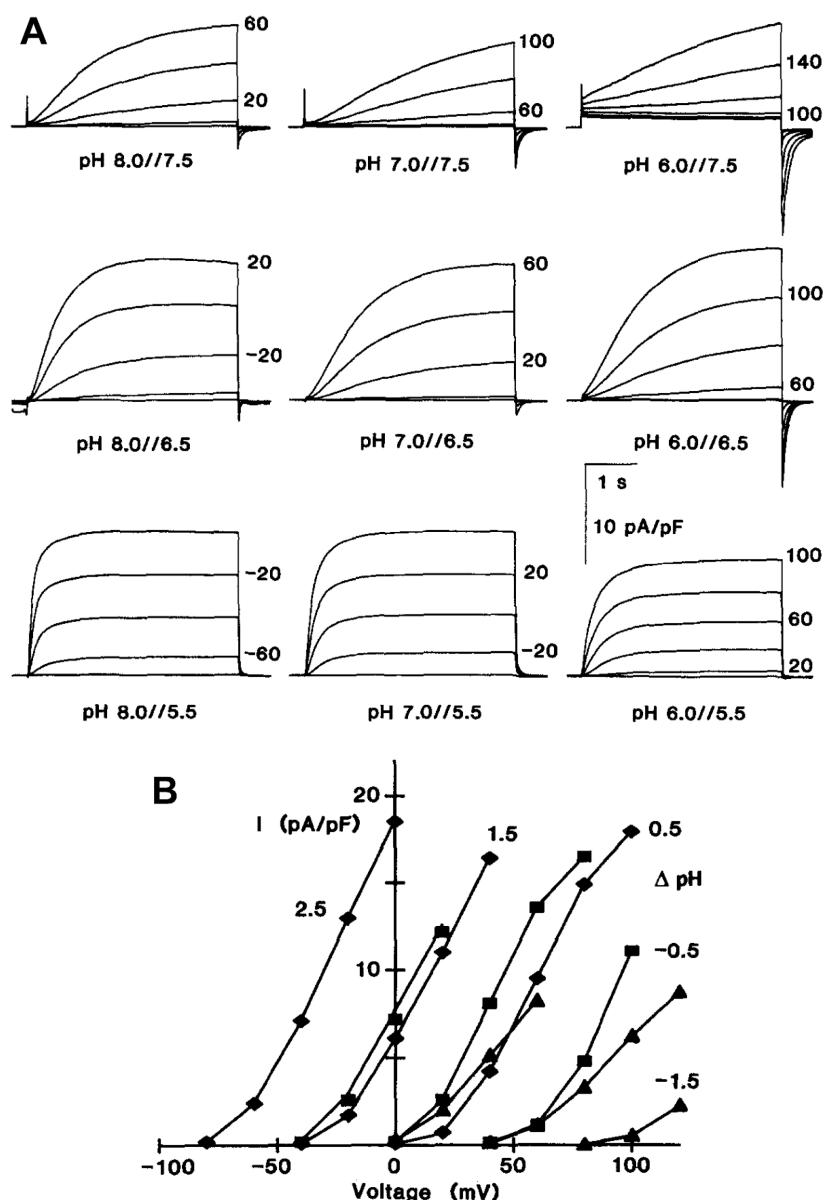 A
60
20
pH 8.0//7.5
100
60
pH 7.0//7.5
140
100
pH 6.0//7.5
20
-20
pH 8.0//6.5
60
20
pH 7.0//6.5
100
60
pH 6.0//6.5
1 s
10 pA/pF
-20
-60
pH 8.0//5.5
20
-20
pH 7.0//5.5
100
60
20
pH 6.0//5.5
B
20
I (pA/pF)
1.5
0.5
Δ pH
2.5
10
-0.5
-1.5
-100 -50 0 50 100
Voltage (mV)